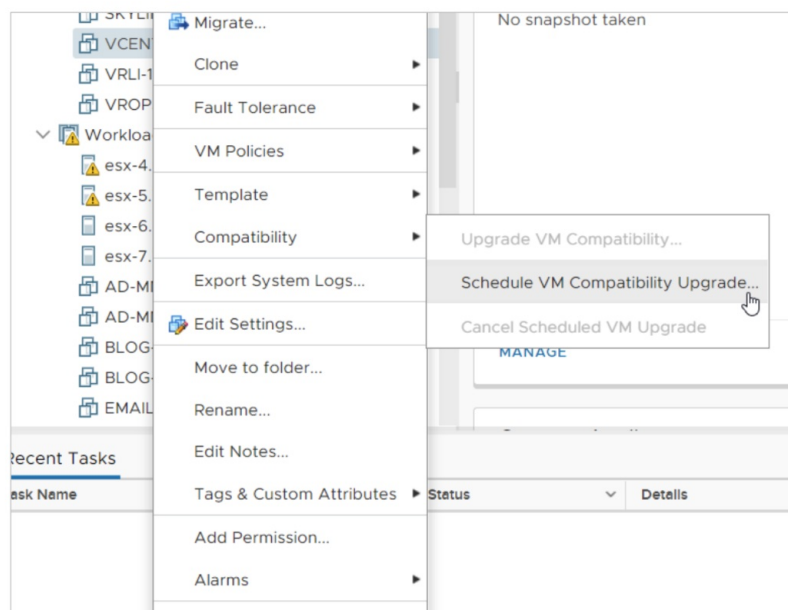 Migrate...
No snapshot taken
VCEN
Clone
VRLI-1
VROP
Fault Tolerance
Workloa
VM Policies
esx-4.
esx-5.
Template
esx-6.
Compatibility
Upgrade VM Compatibility...
esx-7.
AD-M
Export System Logs...
Schedule VM Compatibility Upgrade...
AD-M
Edit Settings...
Cancel Scheduled VM Upgrade
BLOG-
MANAGE
BLOG-
Move to folder...
EMAIL
Rename...
Recent Tasks
Edit Notes...
ask Name
Tags & Custom Attributes
Status
Details
Add Permission...
Alarms